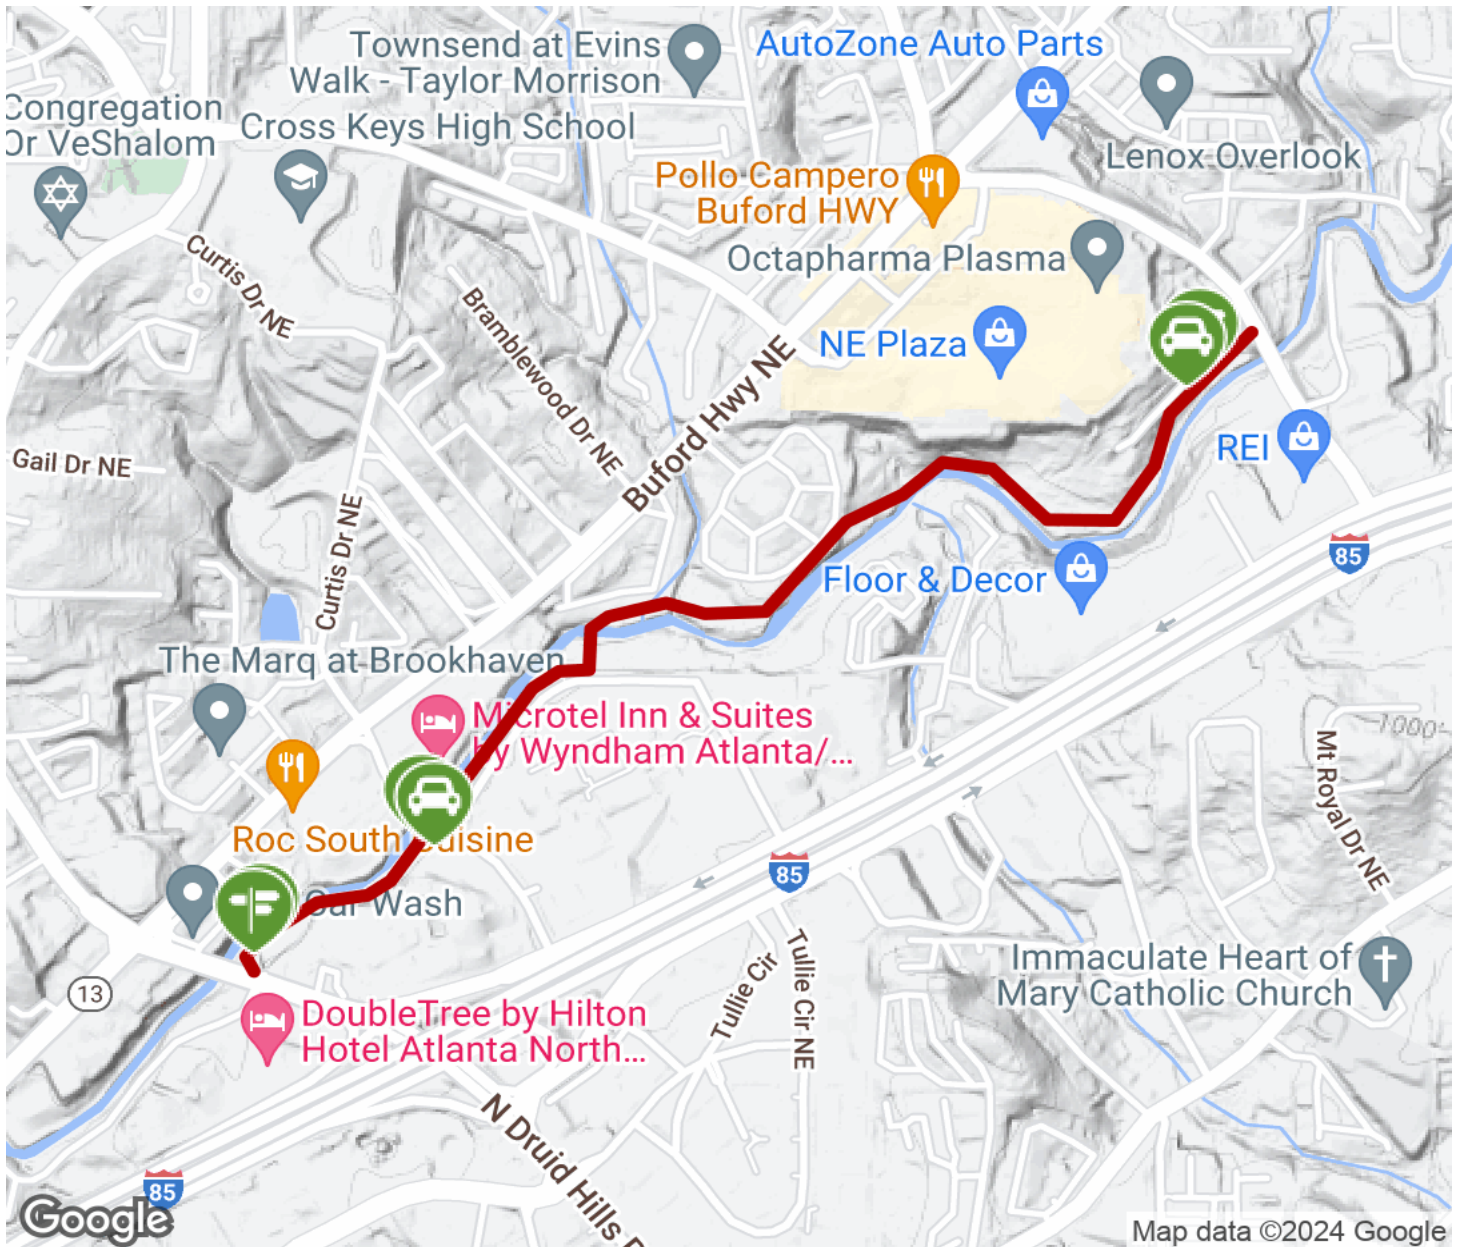 Townsend at Evins
Walk - Taylor Morrison
AutoZone Auto Parts
Congregation
Or VeShalom
Cross Keys High School
Lenox Overlook
Pollo Campero
Buford HWY
Octapharma Plasma
Curtis Dr NE
Bramblewood Dr NE
NE Plaza
Buford Hwy NE
REI
Gail Dr NE
Curtis Dr NE
85
Floor & Decor
The Marq at Brookhaven
Microtel Inn & Suites
by Wyndham Atlanta/...
1000'
Mt Royal Dr NE
Roc South Cuisine
85
Car Wash
Tullie Cir
Tullie Cir NE
Immaculate Heart of
Mary Catholic Church
13
DoubleTree by Hilton
Hotel Atlanta North...
N Druid Hills
85
Google
Map data ©2024 Google